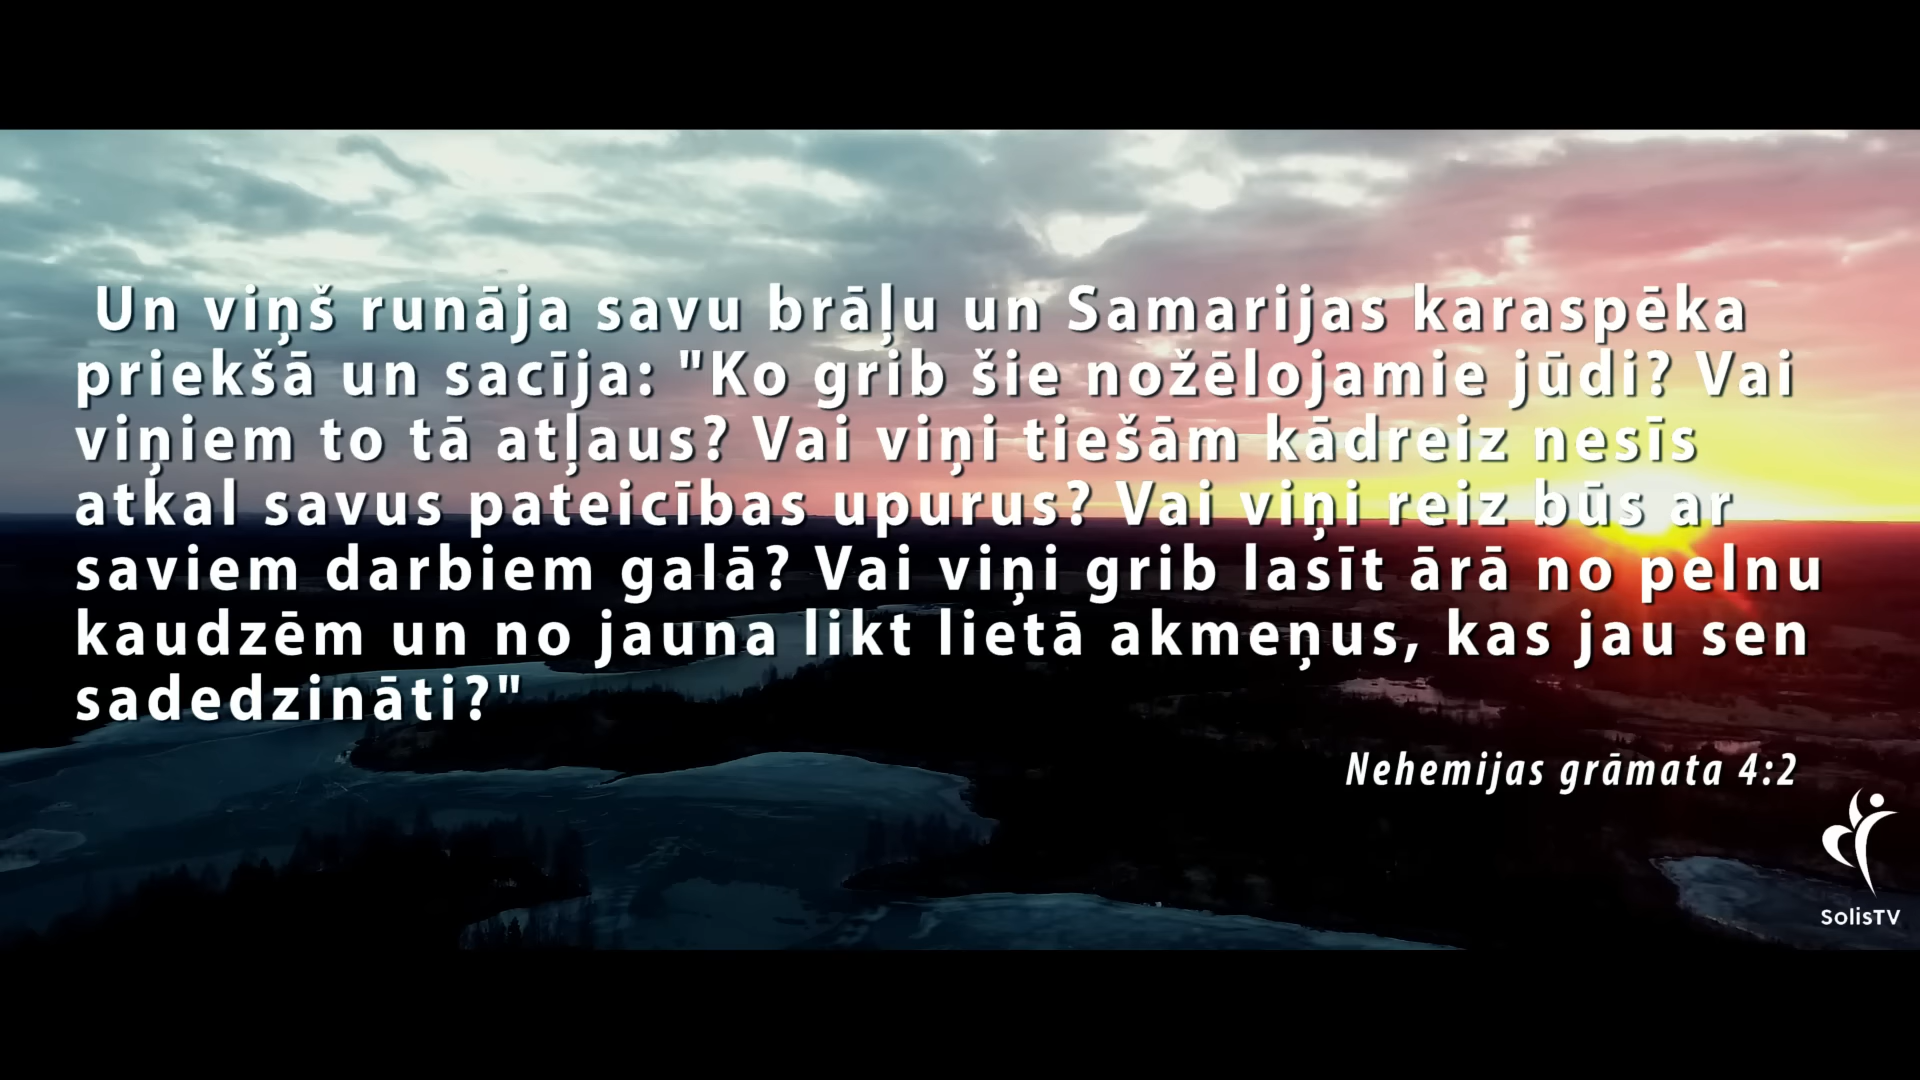 Un viņš runāja savu brāļu un Samarijas karaspēka
priekšā un sacīja: "Ko grib šie nožēlojamie jūdi? Vai
viņiem to tā atļaus? Vai viņi tiešām kādreiz nesīs
atkal savus pateicības upurus? Vai viņi reiz būs ar
saviem darbiem galā? Vai viņi grib lasīt ārā no pelnu
kaudzēm un no jauna likt lietā akmeņus, kas jau sen
sadedzināti?"
Nehemijas grāmata 4:2
SolisTV